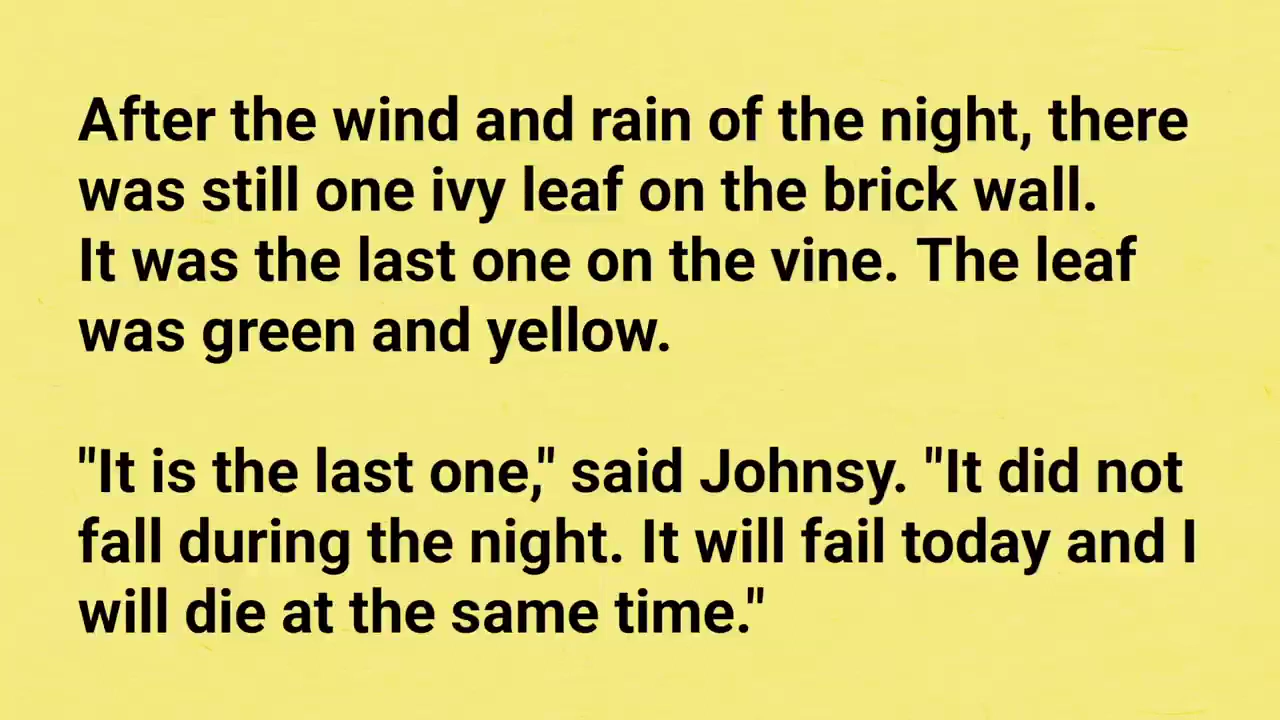 After the wind and rain of the night, there
was still one ivy leaf on the brick wall.
It was the last one on the vine. The leaf
was green and yellow.
"It is the last one," said Johnsy. "It did not
fall during the night. It will fail today and I
will die at the same time."